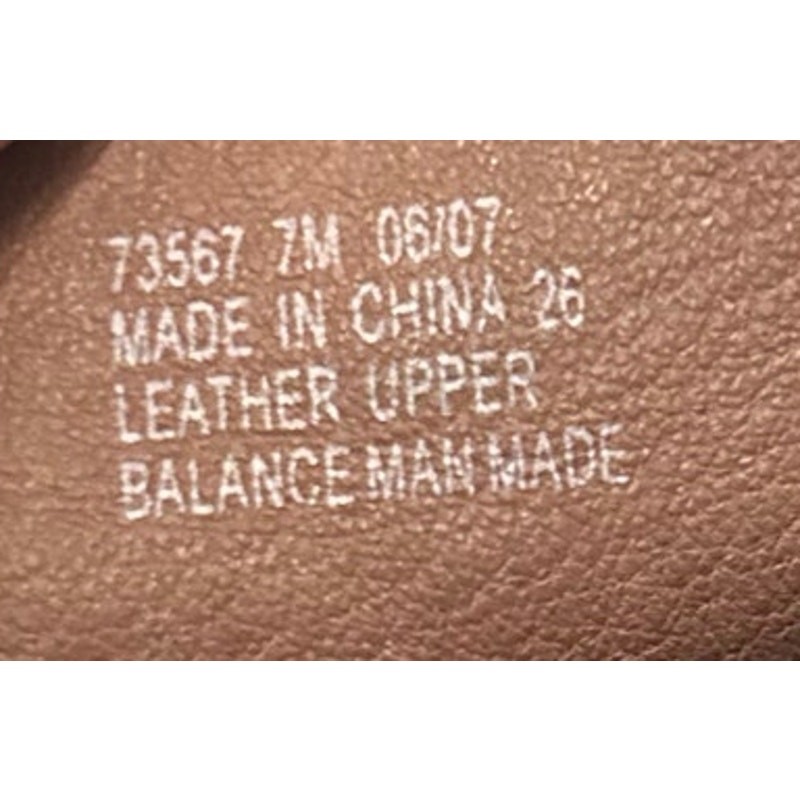 73567 7M 06/07
MADE IN CHINA 26
LEATHER UPPER
BALANCE MAN MADE